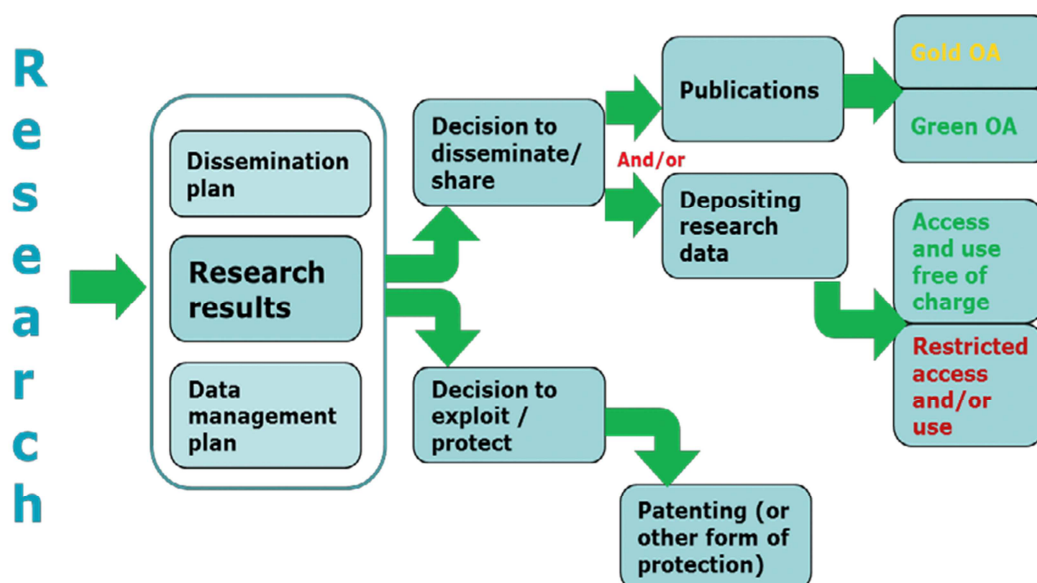 Research
Dissemination
plan
Research
results
Data
management
plan
Decision to
disseminate/
share
And/or
Decision to
exploit /
protect
Publications
Depositing
research
data
Patenting (or
other form of
protection)
Gold OA
Green OA
Access
and use
free of
charge
Restricted
access
and/or
use